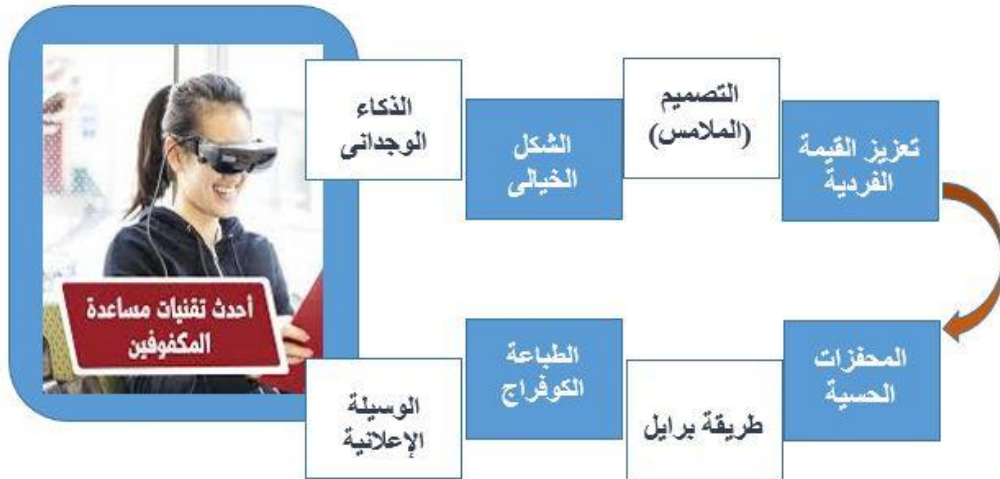 تعزيز القيمة
الفردية
التصميم
(الملامس)
الشكل
الخيالى
الذكاء
الوجدانى
أحدث تقنيات مساعدة
المكفوفين
المحفزات
الحسية
طريقة برايل
الطباعة
الكوفراج
الوسيلة
الإعلانية